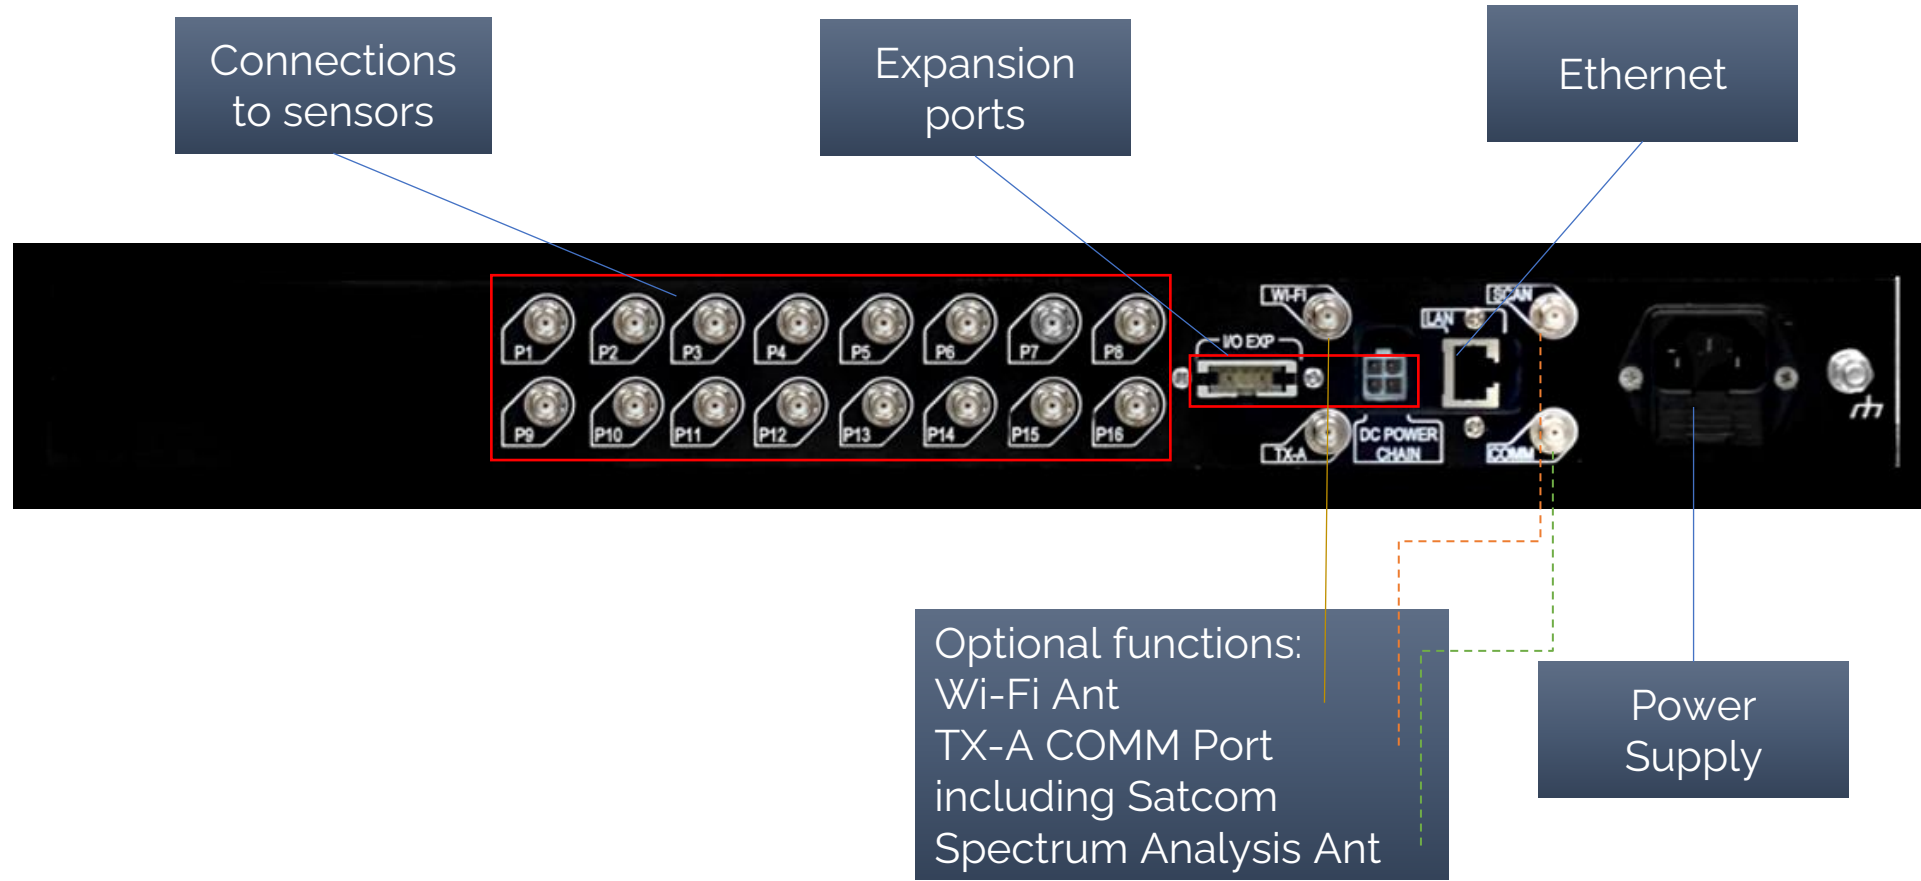 Connections
to sensors
Expansion
ports
Ethernet
WI-FI
SCAN
LAN
I/O EXP
P1 P2 P3 P4 P5 P6 P7 P8
P9 P10 P11 P12 P13 P14 P15 P16
TX-A
DC POWER
CHAIN
COMM
Optional functions:
Wi-Fi Ant
TX-A COMM Port
including Satcom
Spectrum Analysis Ant
Power
Supply